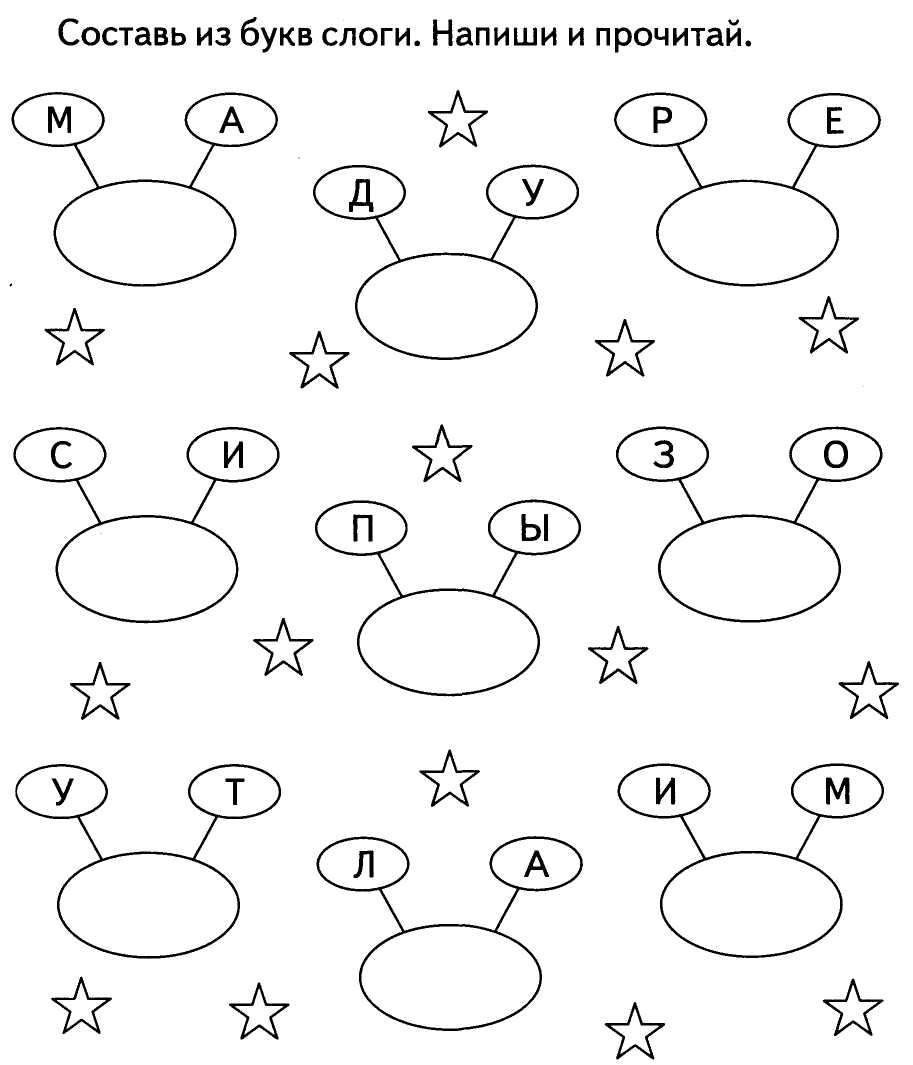 Составь из букв слоги. Напиши и прочитай.
М А
Р Е
Д У
С И
З О
П Ы
У Т
И М
Л А